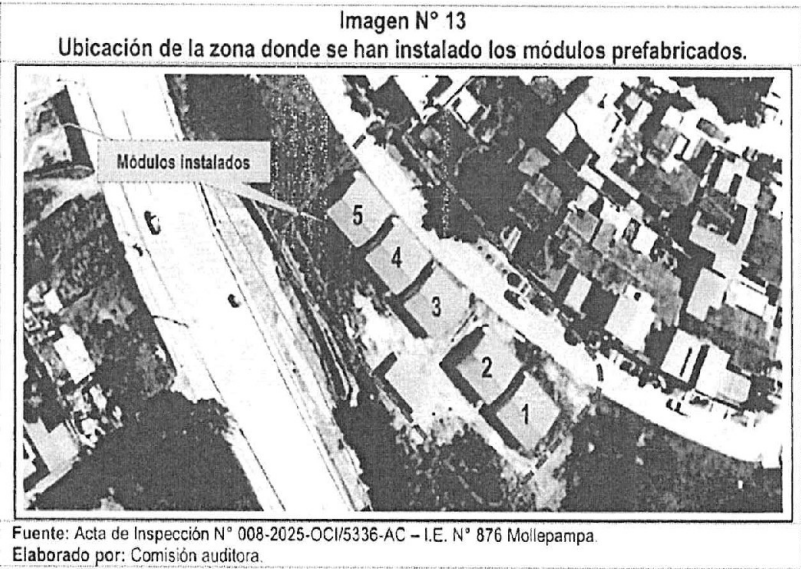 Imagen N° 13
Ubicación de la zona donde se han instalado los módulos prefabricados.
Módulos instalados
5
4
3
2
1
Fuente: Acta de Inspección N° 008-2025-OCI/5336-AC – I.E. N° 876 Mollepampa.
Elaborado por: Comisión auditora.